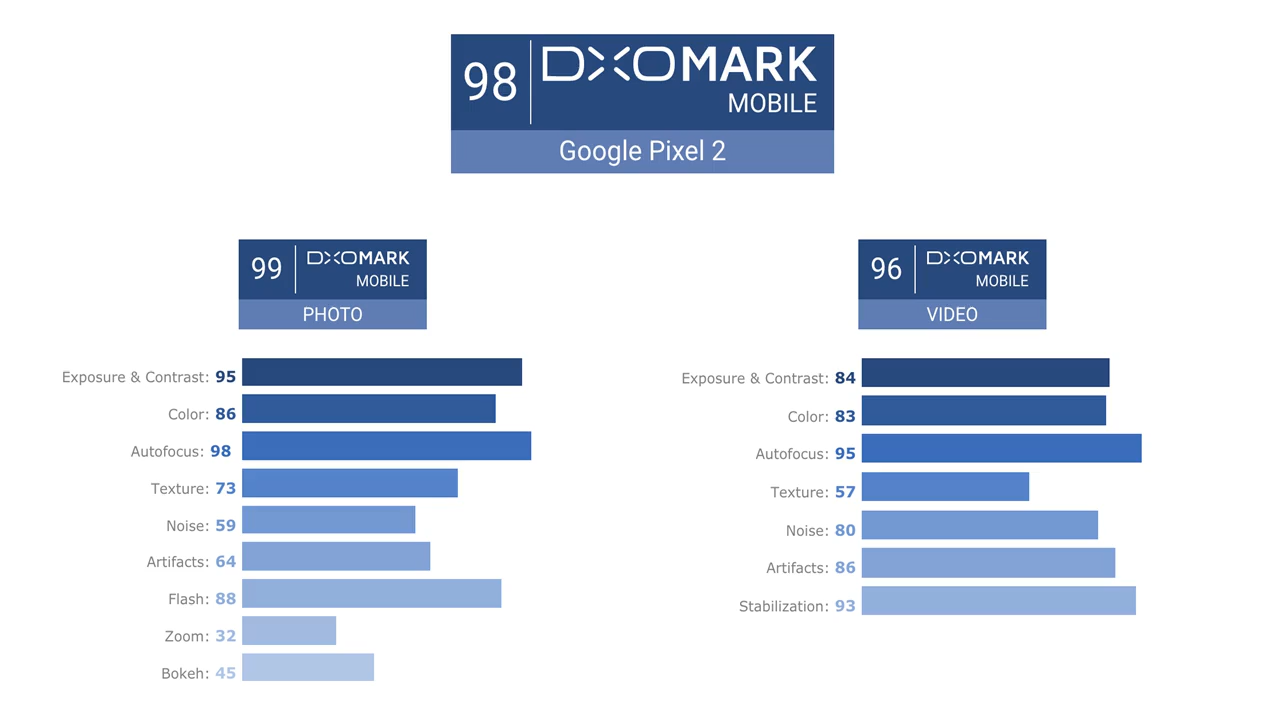 98 DXOMARK
MOBILE
Google Pixel 2
99 DXOMARK
MOBILE
PHOTO
Exposure & Contrast: 95
Color: 86
Autofocus: 98
Texture: 73
Noise: 59
Artifacts: 64
Flash: 88
Zoom: 32
Bokeh: 45
96 DXOMARK
MOBILE
VIDEO
Exposure & Contrast: 84
Color: 83
Autofocus: 95
Texture: 57
Noise: 80
Artifacts: 86
Stabilization: 93